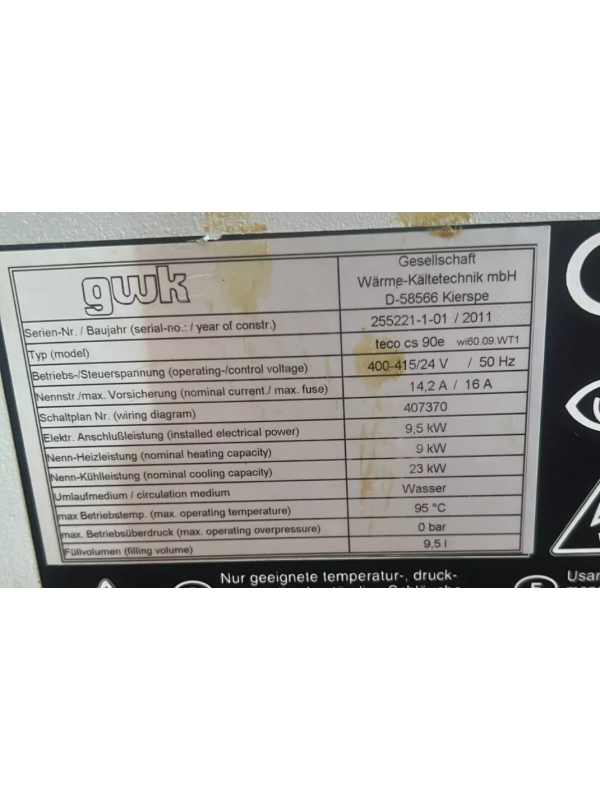 gwk
Gesellschaft
Wärme-Kältetechnik mbH
D-58566 Kierspe
Serien-Nr. / Baujahr (serial-no.: / year of constr.) 255221-1-01 / 2011
Typ (model) teco cs 90e wi60.09.WT1
Betriebs-/Steuerspannung (operating-/control voltage) 400-415/24 V / 50 Hz
Nennstr./max. Vorsicherung (nominal current./ max. fuse) 14,2 A / 16 A
Schaltplan Nr. (wiring diagram) 407370
Elektr. Anschlußleistung (installed electrical power) 9,5 kW
Nenn-Heizleistung (nominal heating capacity) 9 kW
Nenn-Kühlleistung (nominal cooling capacity) 23 kW
Umlaufmedium / circulation medium Wasser
max Betriebstemp. (max. operating temperature) 95 °C
max. Betriebsüberdruck (max. operating overpressure) 0 bar
Füllvolumen (filling volume) 9,5 l
Nur geeignete temperatur-, druck-